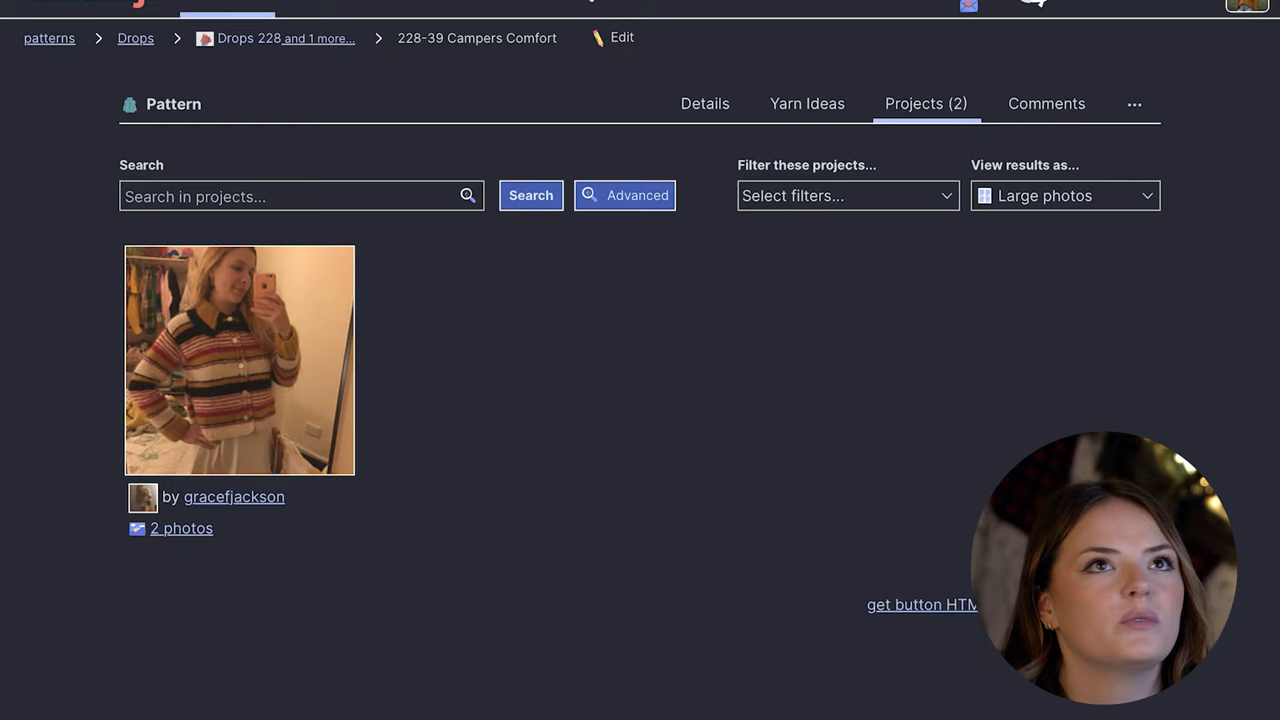 patterns > Drops > Drops 228 and 1 more... > 228-39 Campers Comfort Edit
Pattern Details Yarn Ideas Projects (2) Comments ...
Search Filter these projects... View results as...
Search in projects... Search Advanced Select filters... Large photos
by gracefjackson
2 photos
get button HTM